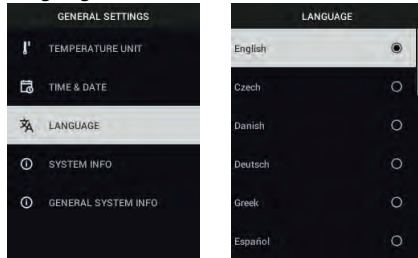 GENERAL SETTINGS
TEMPERATURE UNIT
TIME & DATE
LANGUAGE
SYSTEM INFO
GENERAL SYSTEM INFO
LANGUAGE
English
Czech
Danish
Deutsch
Greek
Español